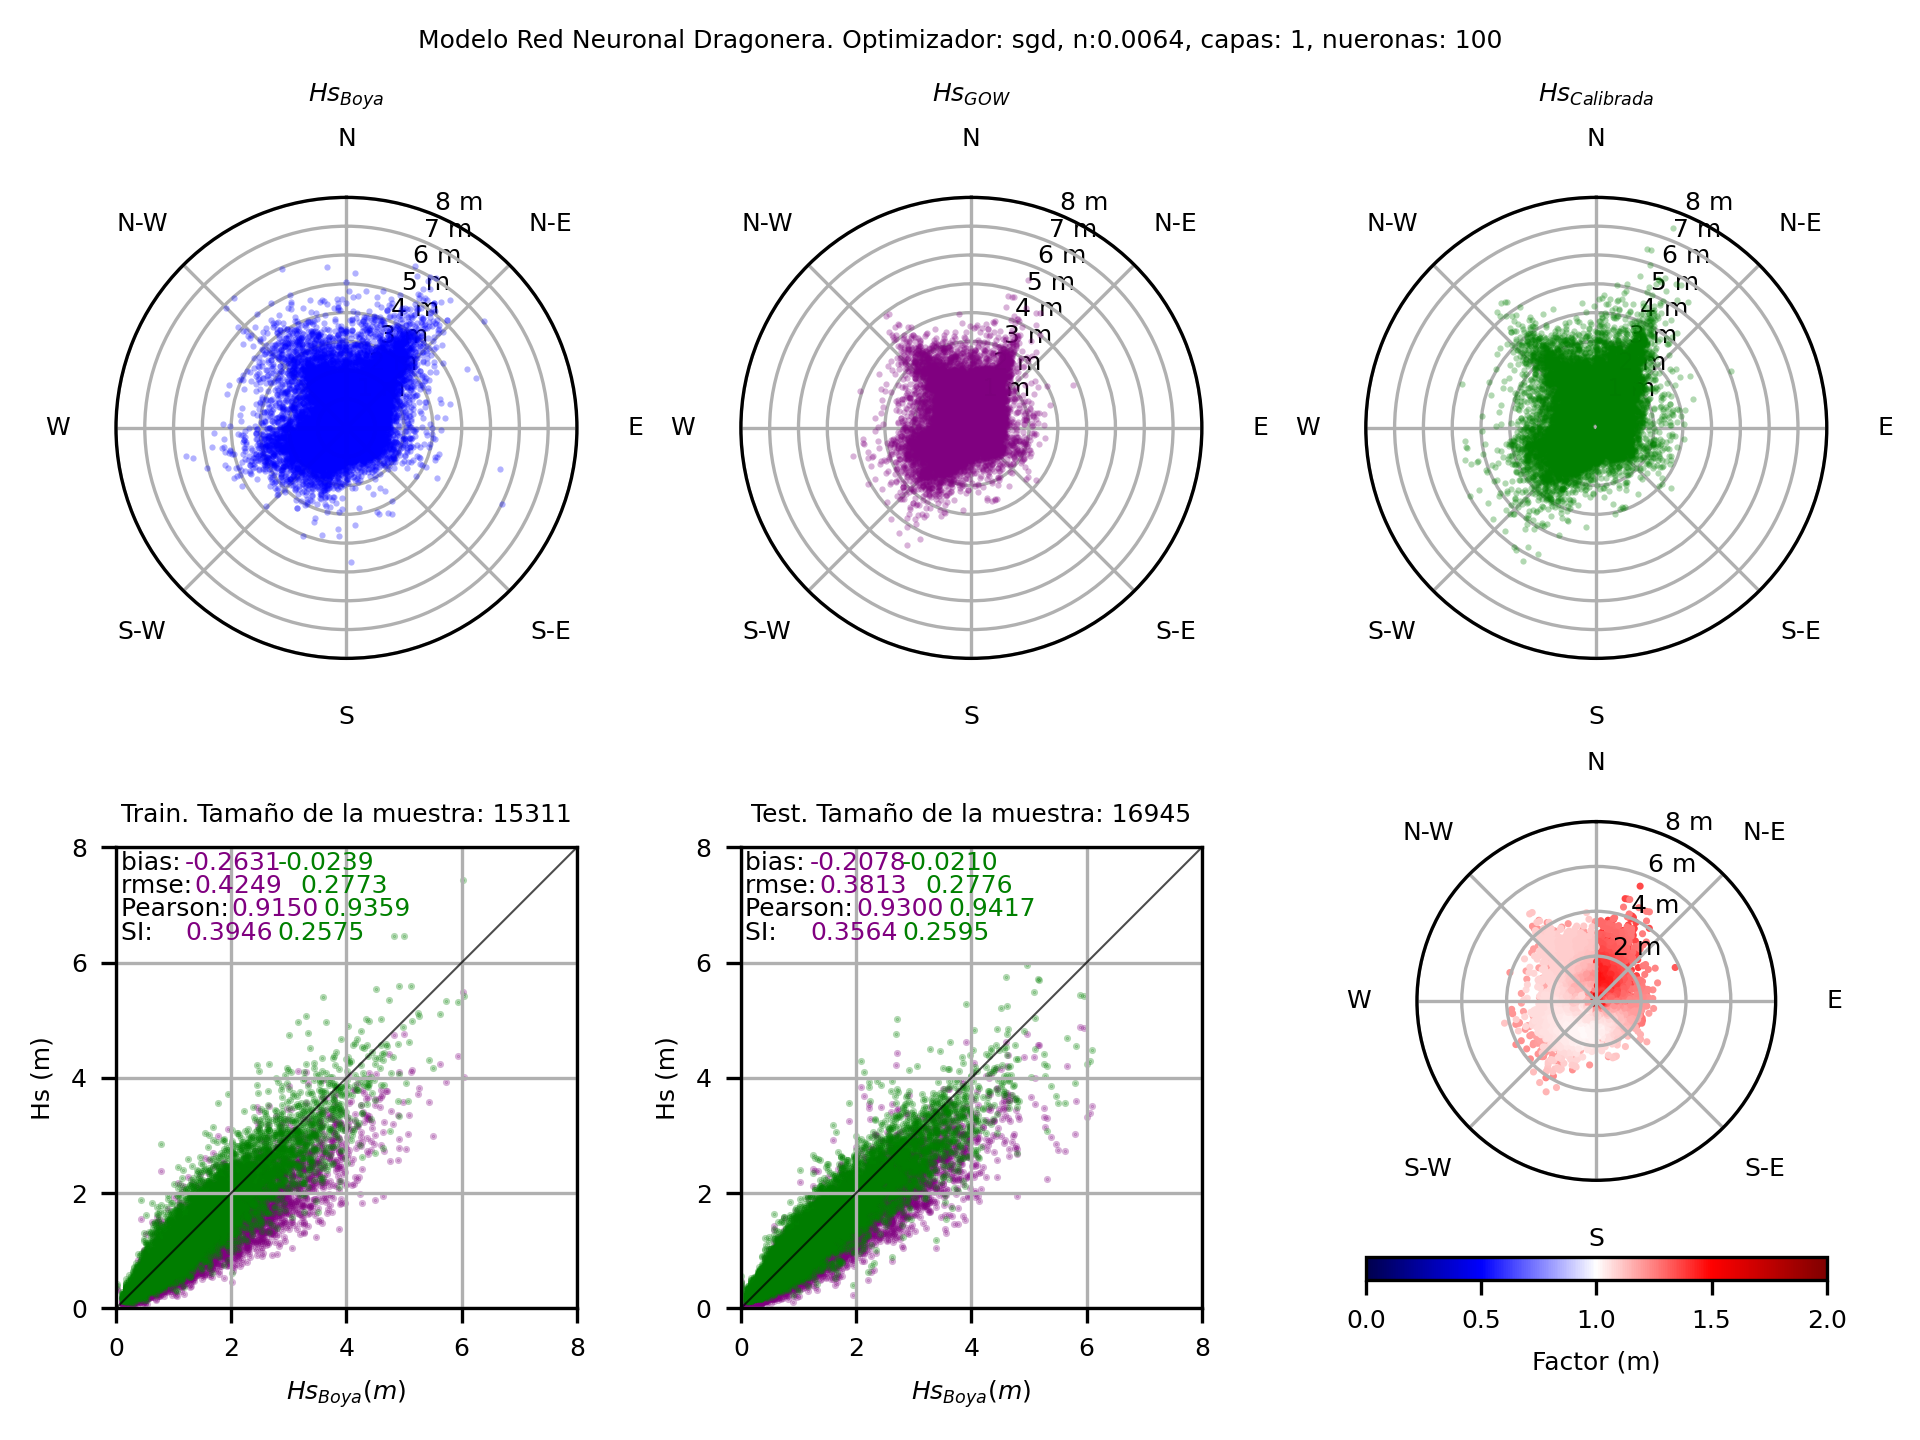 Modelo Red Neuronal Dragonera. Optimizador: sgd, n:0.0064, capas: 1, nueronas: 100
Hs_Boya
N
N-W
N-E
W
E
S-W
S-E
S
8 m
7 m
6 m
5 m
4 m
Hs_GOW
N
N-W
N-E
W
E
S-W
S-E
S
8 m
7 m
6 m
5 m
4 m
3 m
m
m
Hs_Calibrada
N
N-W
N-E
W
E
S-W
S-E
S
8 m
7 m
6 m
5 m
4 m
m
Train. Tamaño de la muestra: 15311
bias: -0.2631 -0.0239
rmse: 0.4249 0.2773
Pearson: 0.9150 0.9359
SI: 0.3946 0.2575
8
6
4
2
0
Hs (m)
0 2 4 6 8
Hs_Boya(m)
Test. Tamaño de la muestra: 16945
bias: -0.2078 -0.0210
rmse: 0.3813 0.2776
Pearson: 0.9300 0.9417
SI: 0.3564 0.2595
8
6
4
2
0
Hs (m)
0 2 4 6 8
Hs_Boya(m)
N
N-W
N-E
W
E
S-W
S-E
S
8 m
6 m
4 m
2 m
0.0 0.5 1.0 1.5 2.0
Factor (m)